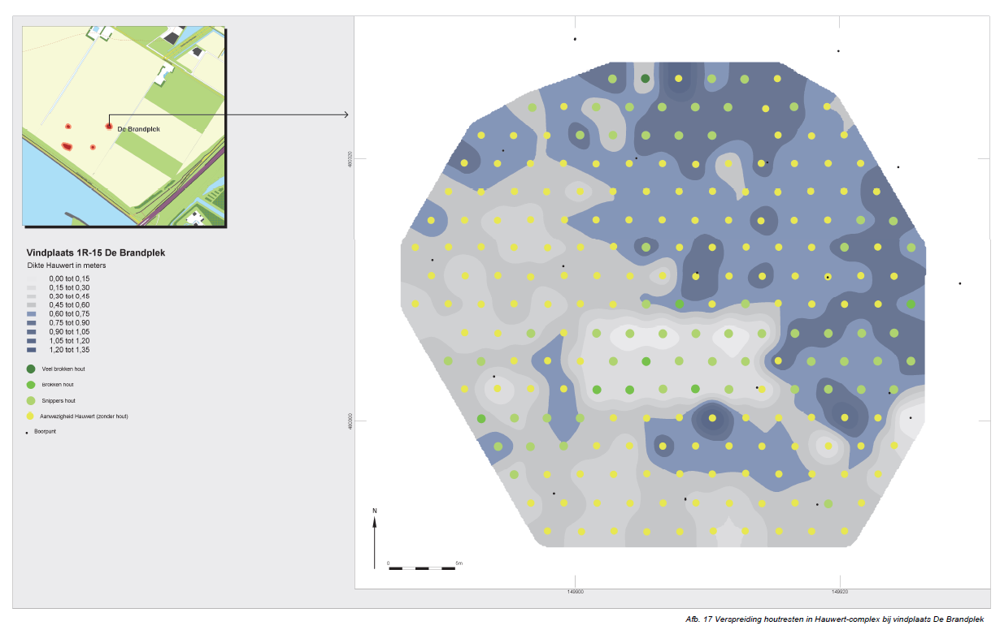 De Brandplek
Vindplaats 1R-15 De Brandplek
Dikte Hauwert in meters
0,00 tot 0,15
0,15 tot 0,30
0,30 tot 0,45
0,45 tot 0,60
0,60 tot 0,75
0.75 tot 0.90
0,90 tot 1,05
1,05 tot 1,20
1,20 tot 1,35
Veel brokken hout
Brokken hout
Snippers hout
Aanwezigheid Hauwert (zonder hout)
Boorpunt
480320
480300
N
0 5m
149900 149920
Afb. 17 Verspreiding houtresten in Hauwert-complex bij vindplaats De Brandplek